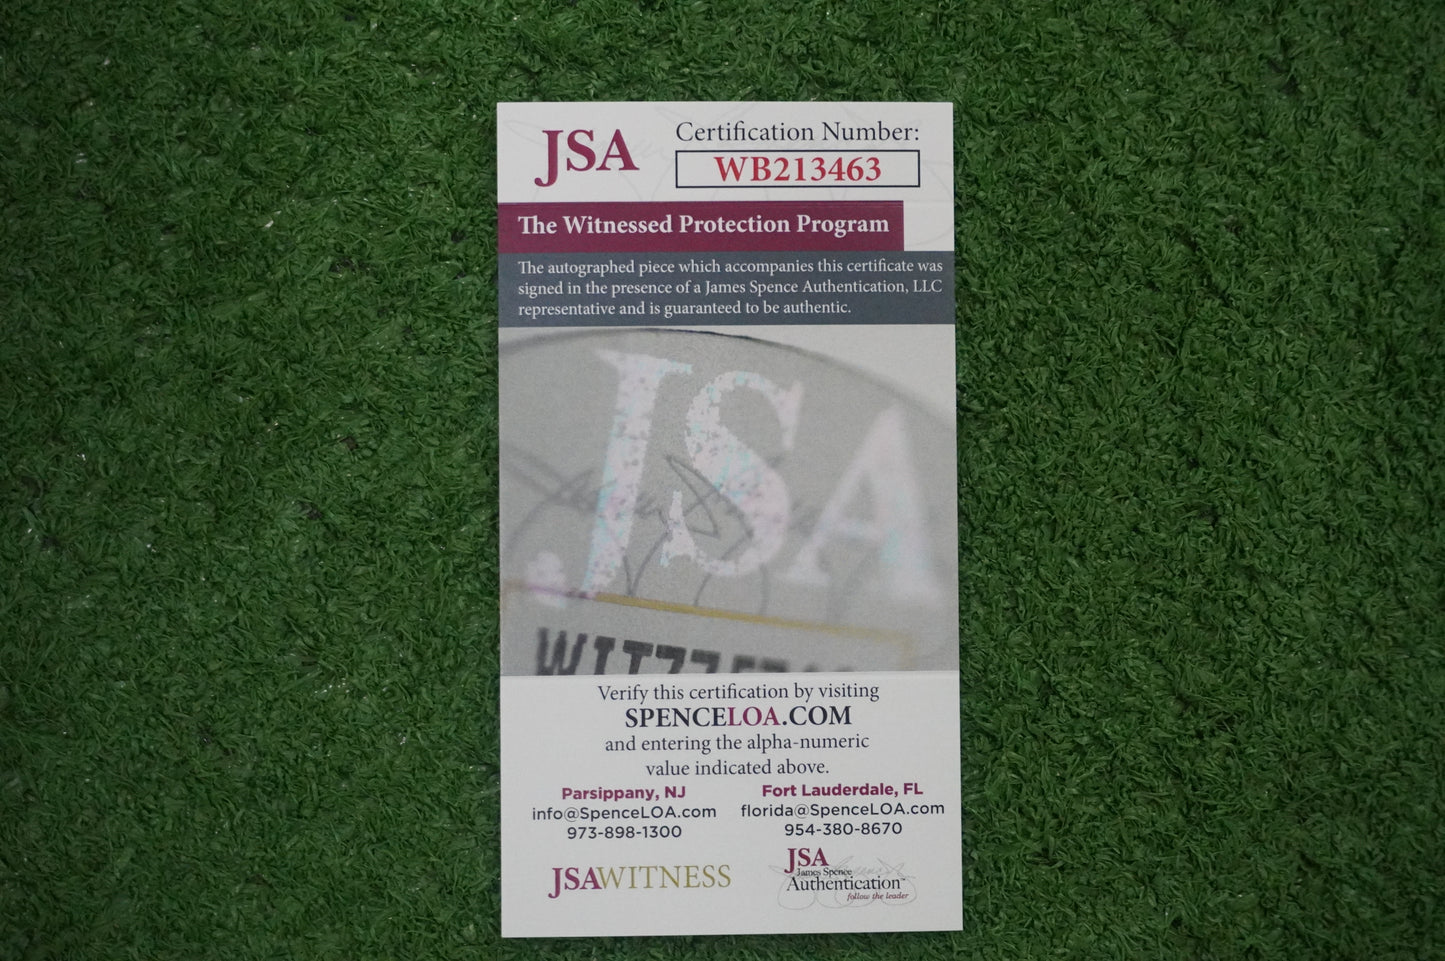 JSA
Certification Number:
WB213463
The Witnessed Protection Program
The autographed piece which accompanies this certificate was
signed in the presence of a James Spence Authentication, LLC
representative and is guaranteed to be authentic.
JSA
Verify this certification by visiting
SPENCELOA.COM
and entering the alpha-numeric
value indicated above.
Parsippany, NJ
info@SpenceLOA.com
973-898-1300
Fort Lauderdale, FL
florida@SpenceLOA.com
954-380-8670
JSAWITNESS
JSA
James Spence
Authentication™
follow the leader